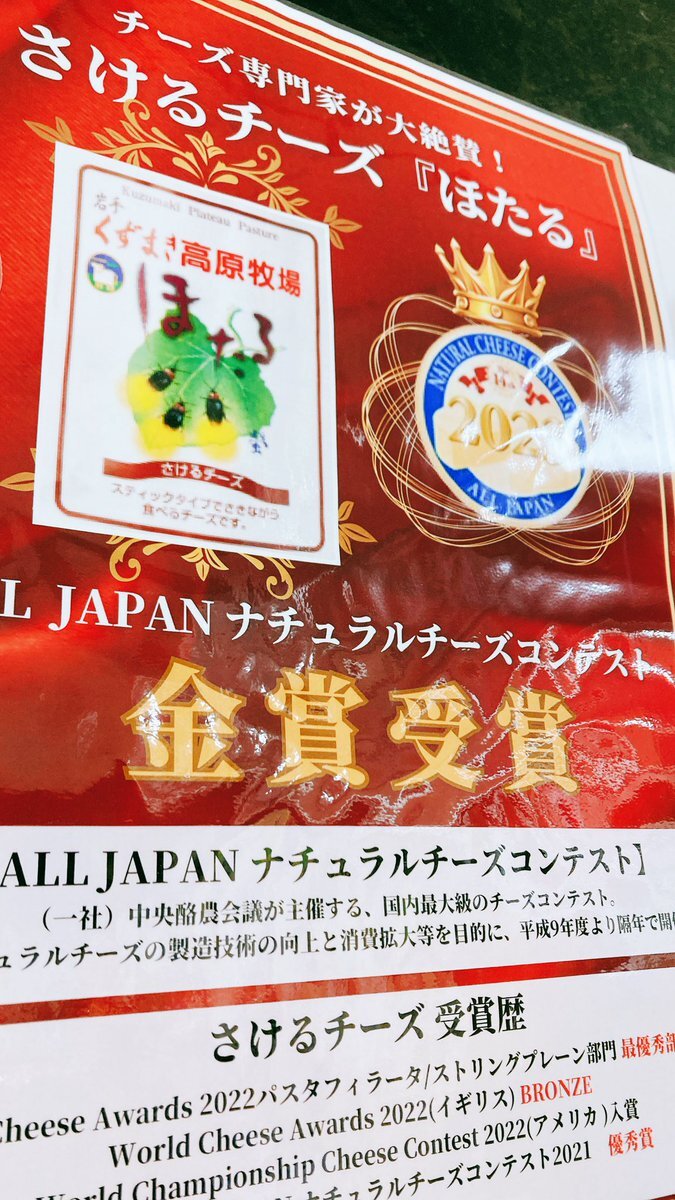 チーズ専門家が大絶賛！
さけるチーズ『ほたる』
Kuzumaki Plateau Pasture
岩手
くずまき高原牧場
ほたる
さけるチーズ
スティックタイプでさきながら
食べるチーズです。
NATURAL CHEESE CONTEST
ALL JAPAN
L JAPAN ナチュラルチーズコンテスト
金賞受賞
ALL JAPAN ナチュラルチーズコンテスト】
（一社）中央酪農会議が主催する、国内最大級のチーズコンテスト。
ュラルチーズの製造技術の向上と消費拡大等を目的に、平成9年度より隔年で開
さけるチーズ 受賞歴
Cheese Awards 2022パスタフィラータ/ストリングプレーン部門 最優秀部
World Cheese Awards 2022(イギリス) BRONZE
World Championship Cheese Contest 2022(アメリカ)入賞
ナチュラルチーズコンテスト2021 優秀賞